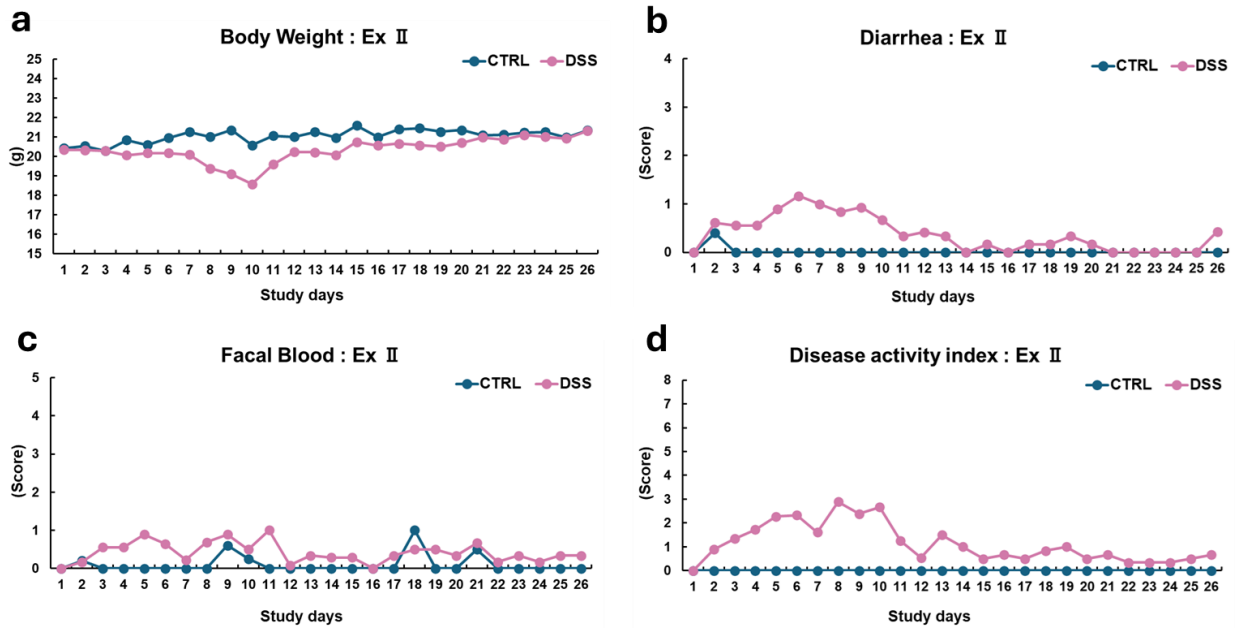 a
Body Weight : Ex Ⅱ
CTRL DSS
25
24
23
22
21
20
19
18
17
16
15
(g)
1 2 3 4 5 6 7 8 9 10 11 12 13 14 15 16 17 18 19 20 21 22 23 24 25 26
Study days
b
Diarrhea : Ex Ⅱ
CTRL DSS
4
3
2
1
0
(Score)
1 2 3 4 5 6 7 8 9 10 11 12 13 14 15 16 17 18 19 20 21 22 23 24 25 26
Study days
c
Facal Blood : Ex Ⅱ
CTRL DSS
5
4
3
2
1
0
(Score)
1 2 3 4 5 6 7 8 9 10 11 12 13 14 15 16 17 18 19 20 21 22 23 24 25 26
Study days
d
Disease activity index : Ex Ⅱ
CTRL DSS
8
7
6
5
4
3
2
1
0
(Score)
1 2 3 4 5 6 7 8 9 10 11 12 13 14 15 16 17 18 19 20 21 22 23 24 25 26
Study days